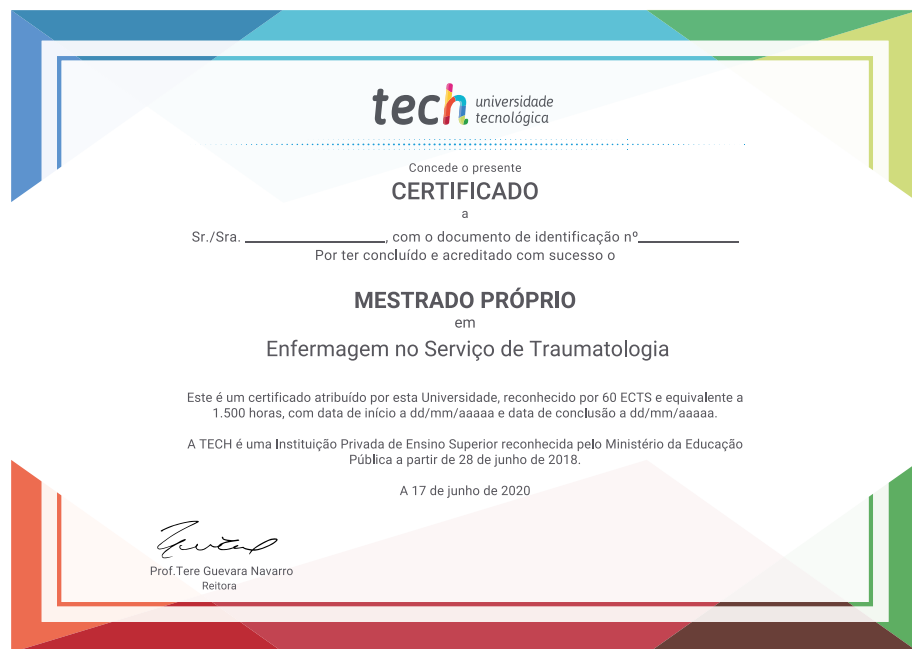 tech universidade
tecnológica
Concede o presente
CERTIFICADO
a
Sr./Sra. ________________, com o documento de identificação nº____________
Por ter concluído e acreditado com sucesso o
MESTRADO PRÓPRIO
em
Enfermagem no Serviço de Traumatologia
Este é um certificado atribuído por esta Universidade, reconhecido por 60 ECTS e equivalente a
1.500 horas, com data de início a dd/mm/aaaaa e data de conclusão a dd/mm/aaaaa.
A TECH é uma Instituição Privada de Ensino Superior reconhecida pelo Ministério da Educação
Pública a partir de 28 de junho de 2018.
A 17 de junho de 2020
Prof.Tere Guevara Navarro
Reitora